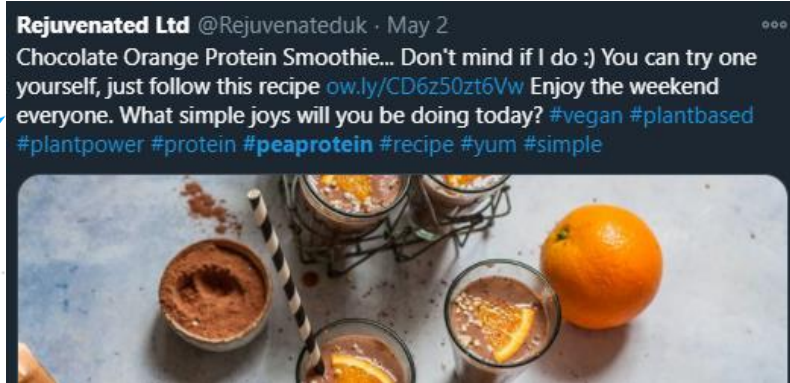 Rejuvenated Ltd @Rejuvenateduk · May 2
Chocolate Orange Protein Smoothie... Don't mind if I do :) You can try one
yourself, just follow this recipe ow.ly/CD6z50zt6Vw Enjoy the weekend
everyone. What simple joys will you be doing today? #vegan #plantbased
#plantpower #protein #peaprotein #recipe #yum #simple